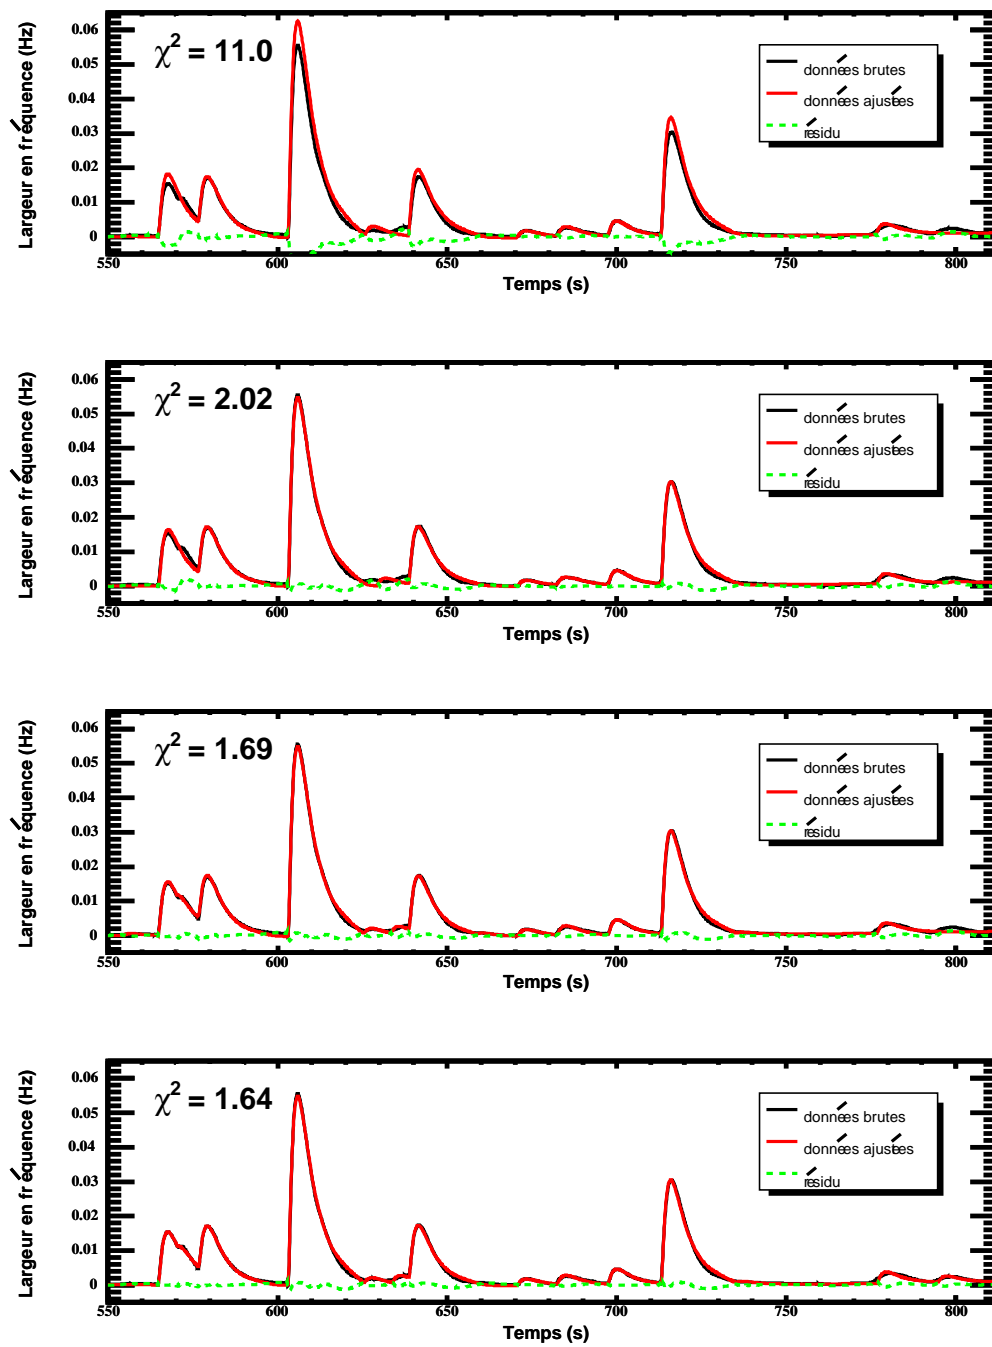 χ² = 11.0
données brutes
données ajustées
résidu
Largeur en fréquence (Hz)
0.06
0.05
0.04
0.03
0.02
0.01
0
550 600 650 700 750 800
Temps (s)
χ² = 2.02
données brutes
données ajustées
résidu
Largeur en fréquence (Hz)
0.06
0.05
0.04
0.03
0.02
0.01
0
550 600 650 700 750 800
Temps (s)
χ² = 1.69
données brutes
données ajustées
résidu
Largeur en fréquence (Hz)
0.06
0.05
0.04
0.03
0.02
0.01
0
550 600 650 700 750 800
Temps (s)
χ² = 1.64
données brutes
données ajustées
résidu
Largeur en fréquence (Hz)
0.06
0.05
0.04
0.03
0.02
0.01
0
550 600 650 700 750 800
Temps (s)